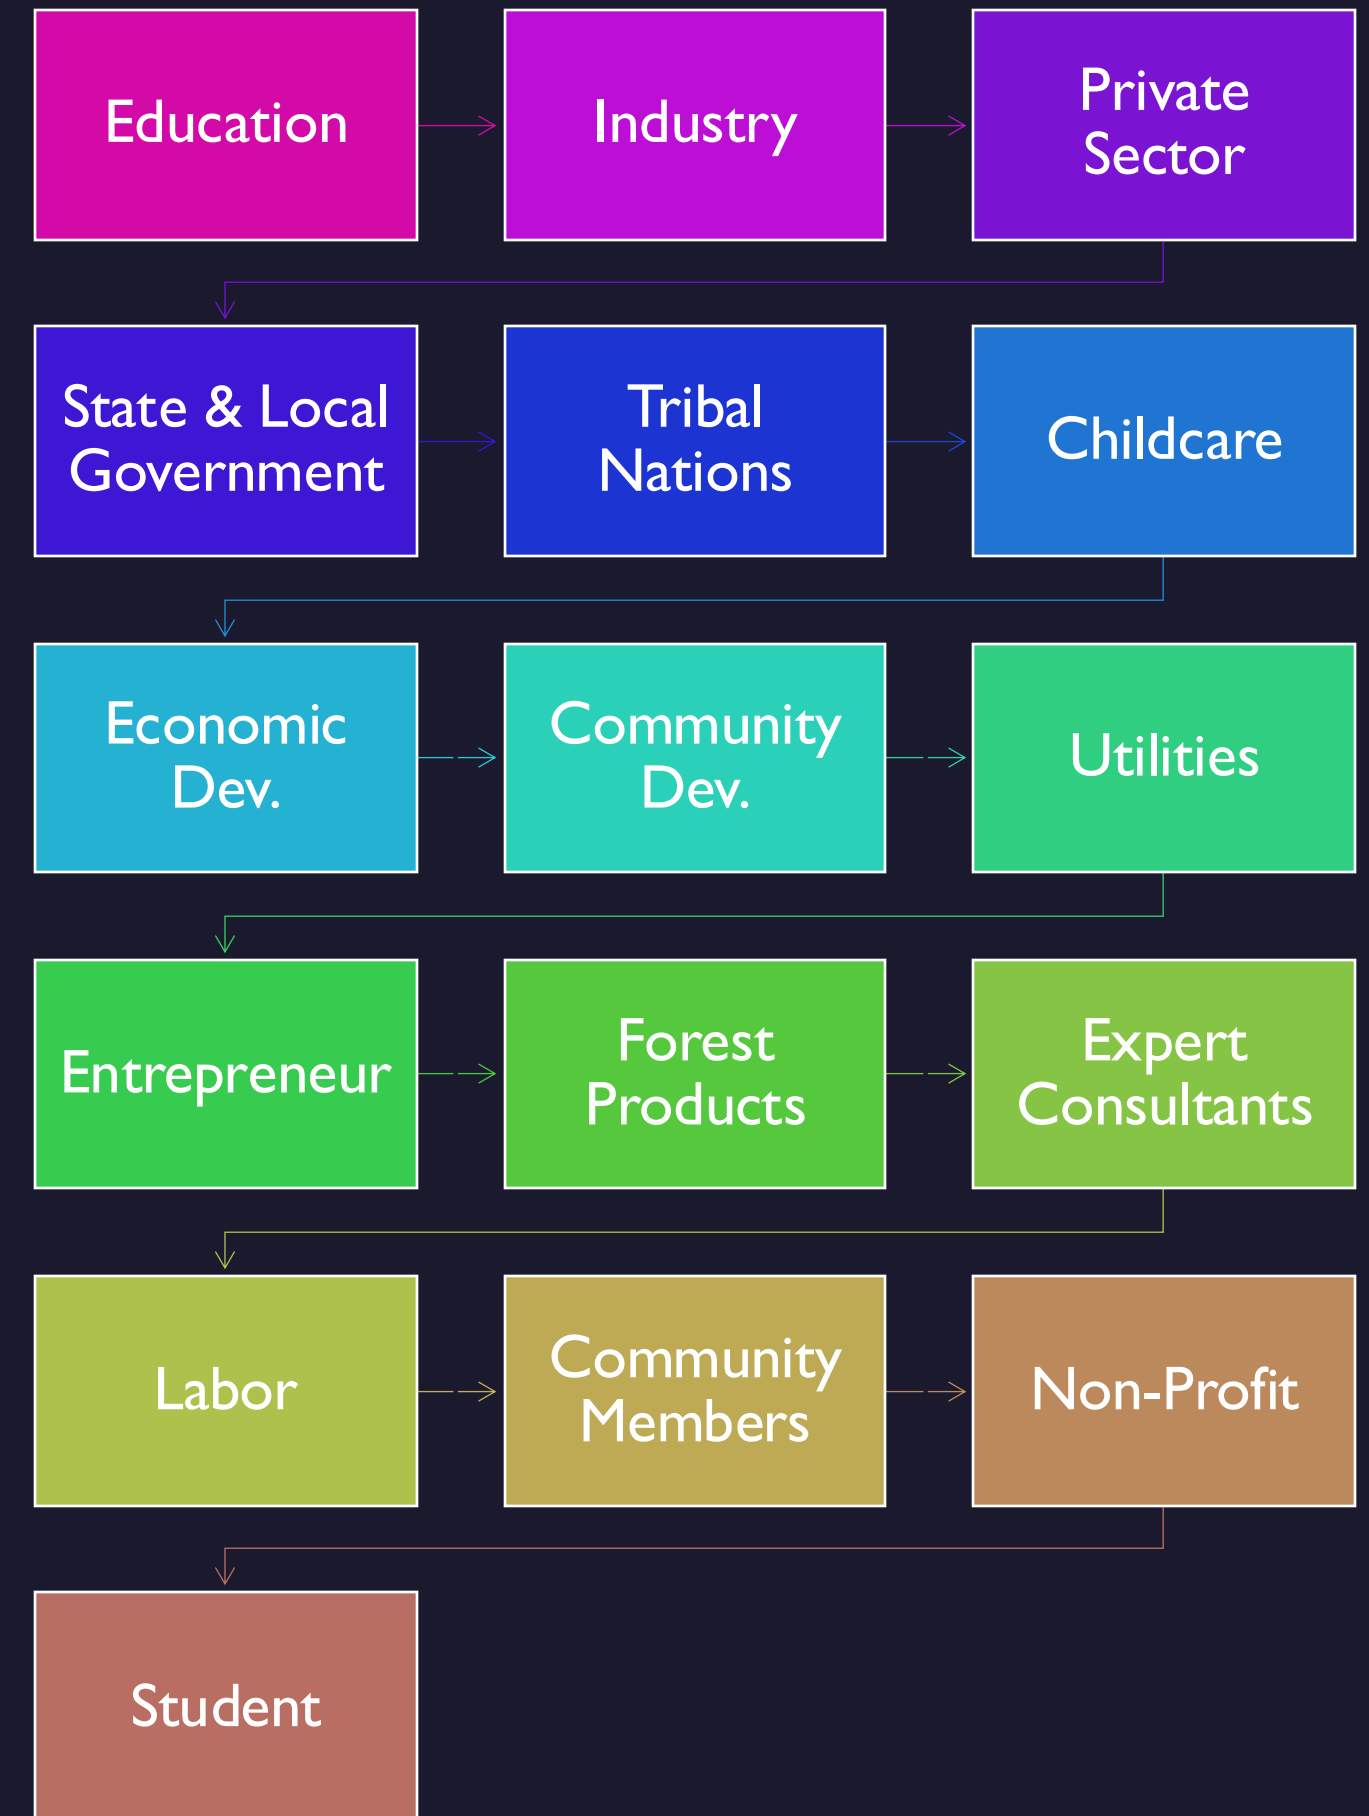 Education
Industry
Private
Sector
State & Local
Government
Tribal
Nations
Childcare
Economic
Dev.
Community
Dev.
Utilities
Entrepreneur
Forest
Products
Expert
Consultants
Labor
Community
Members
Non-Profit
Student